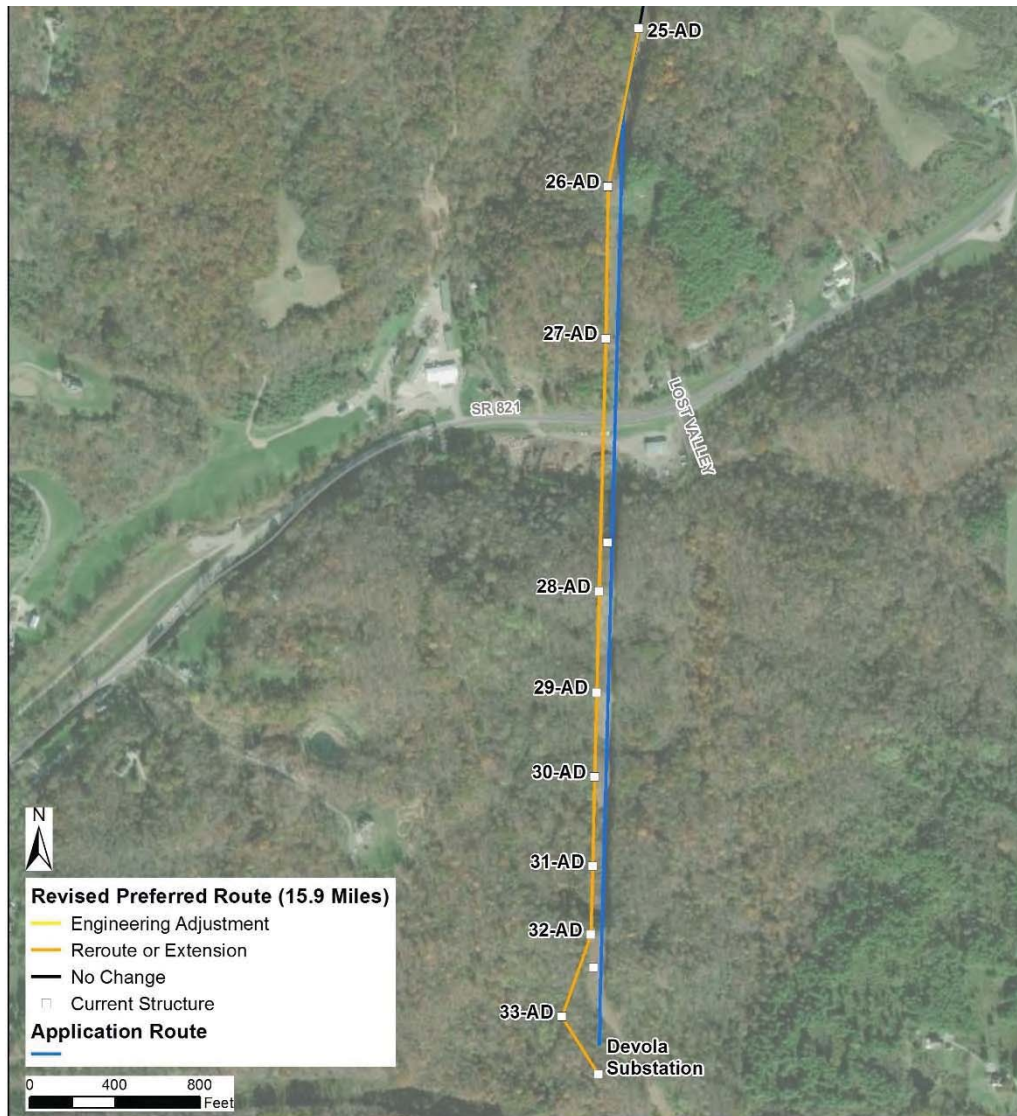 25-AD
26-AD
27-AD
SR 821
LOST VALLEY
28-AD
29-AD
30-AD
31-AD
32-AD
33-AD
Devola
Substation
N
Revised Preferred Route (15.9 Miles)
Engineering Adjustment
Reroute or Extension
No Change
Current Structure
Application Route
0 400 800
Feet